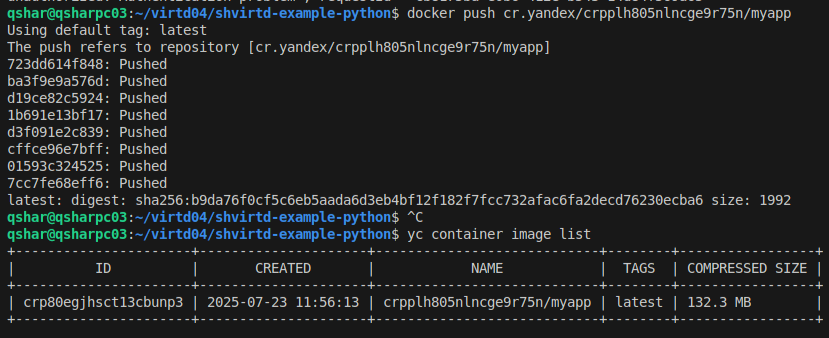 qshar@qsharpc03:~/virtd04/shvirtd-example-python$ docker push cr.yandex/crpplh805nlncge9r75n/myapp
Using default tag: latest
The push refers to repository [cr.yandex/crpplh805nlncge9r75n/myapp]
723dd614f848: Pushed
ba3f9e9a576d: Pushed
d19ce82c5924: Pushed
1b691e13bf17: Pushed
d3f091e2c839: Pushed
cffce96e7bff: Pushed
01593c324525: Pushed
7cc7fe68eff6: Pushed
latest: digest: sha256:b9da76f0cf5c6eb5aada6d3eb4bf12f182f7fcc732afac6fa2decd76230ecba6 size: 1992
qshar@qsharpc03:~/virtd04/shvirtd-example-python$ ^C
qshar@qsharpc03:~/virtd04/shvirtd-example-python$ yc container image list
+----------------------+---------------------+----------------------------+--------+-----------------+
| ID | CREATED | NAME | TAGS | COMPRESSED SIZE |
+----------------------+---------------------+----------------------------+--------+-----------------+
| crp80egjhsct13cbunp3 | 2025-07-23 11:56:13 | crpplh805nlncge9r75n/myapp | latest | 132.3 MB |
+----------------------+---------------------+----------------------------+--------+-----------------+